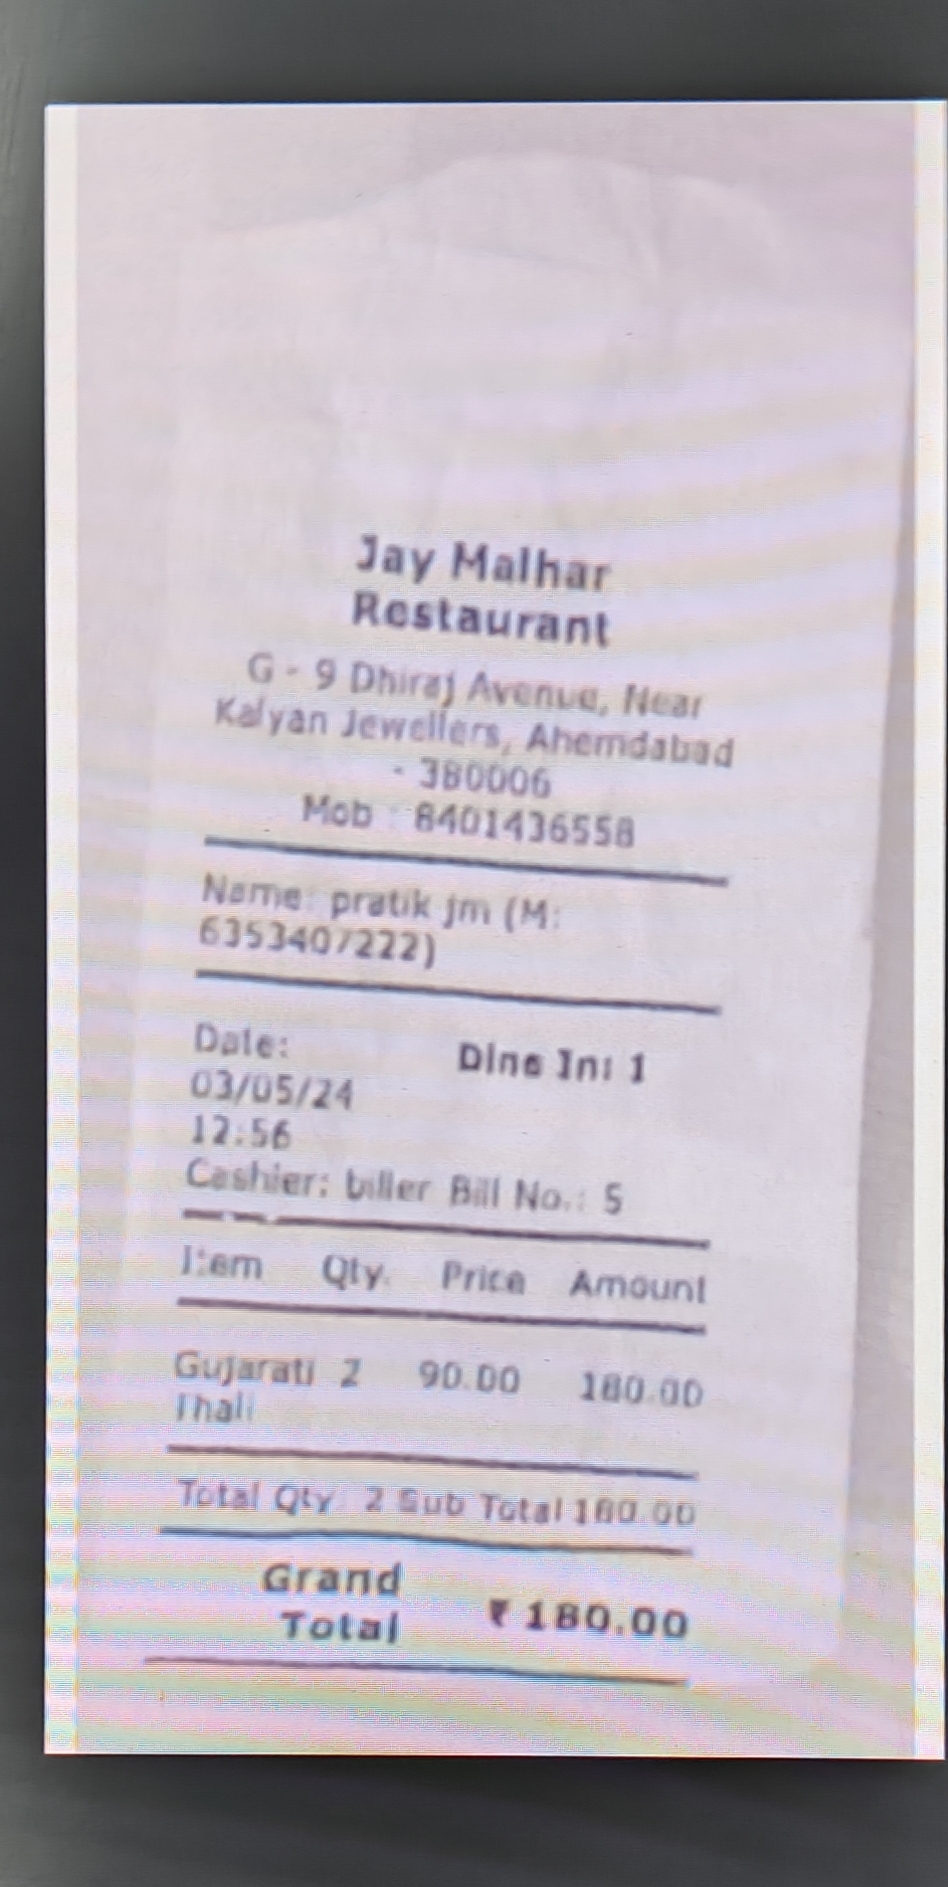 Jay Malhar
Restaurant
G - 9 Dhiraj Avenue, Near
Kalyan Jewellers, Ahemdabad
- 380006
Mob : 8401436558
Name: pratik jm (M:
6353407222)
Date: Dine In: 1
03/05/24
12:56
Cashier: biller Bill No.: 5
Item Qty. Price Amount
Gujarati 2 90.00 180.00
Thali
Total Qty: 2 Sub Total 180.00
Grand
Total ₹180.00